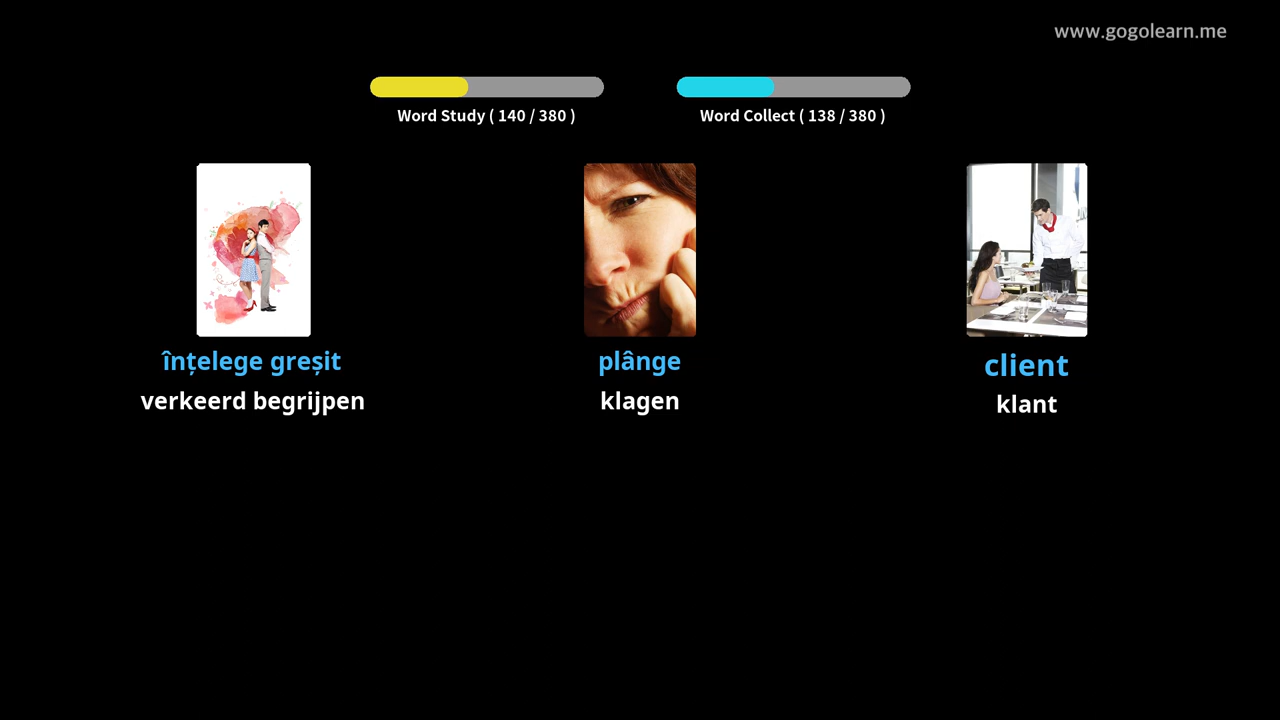 www.gogolearn.me
Word Study ( 140 / 380 )
Word Collect ( 138 / 380 )
înțelege greșit
plânge
client
verkeerd begrijpen
klagen
klant